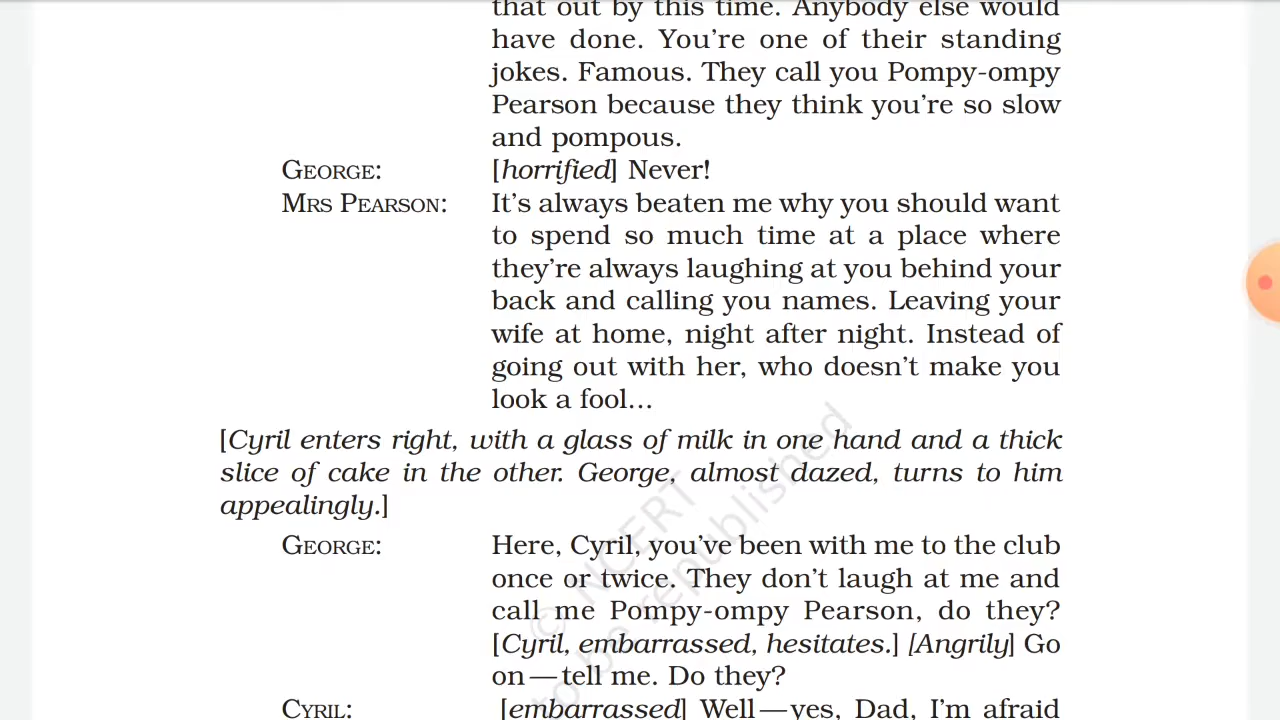 that out by this time. Anybody else would
have done. You're one of their standing
jokes. Famous. They call you Pompy-ompy
Pearson because they think you're so slow
and pompous.
GEORGE: [horrified] Never!
MRS PEARSON: It's always beaten me why you should want
to spend so much time at a place where
they're always laughing at you behind your
back and calling you names. Leaving your
wife at home, night after night. Instead of
going out with her, who doesn't make you
look a fool...
[Cyril enters right, with a glass of milk in one hand and a thick
slice of cake in the other. George, almost dazed, turns to him
appealingly.]
GEORGE: Here, Cyril, you've been with me to the club
once or twice. They don't laugh at me and
call me Pompy-ompy Pearson, do they?
[Cyril, embarrassed, hesitates.] [Angrily] Go
on—tell me. Do they?
CYRIL: [embarrassed] Well—yes, Dad, I'm afraid
© NCERT
to be republished